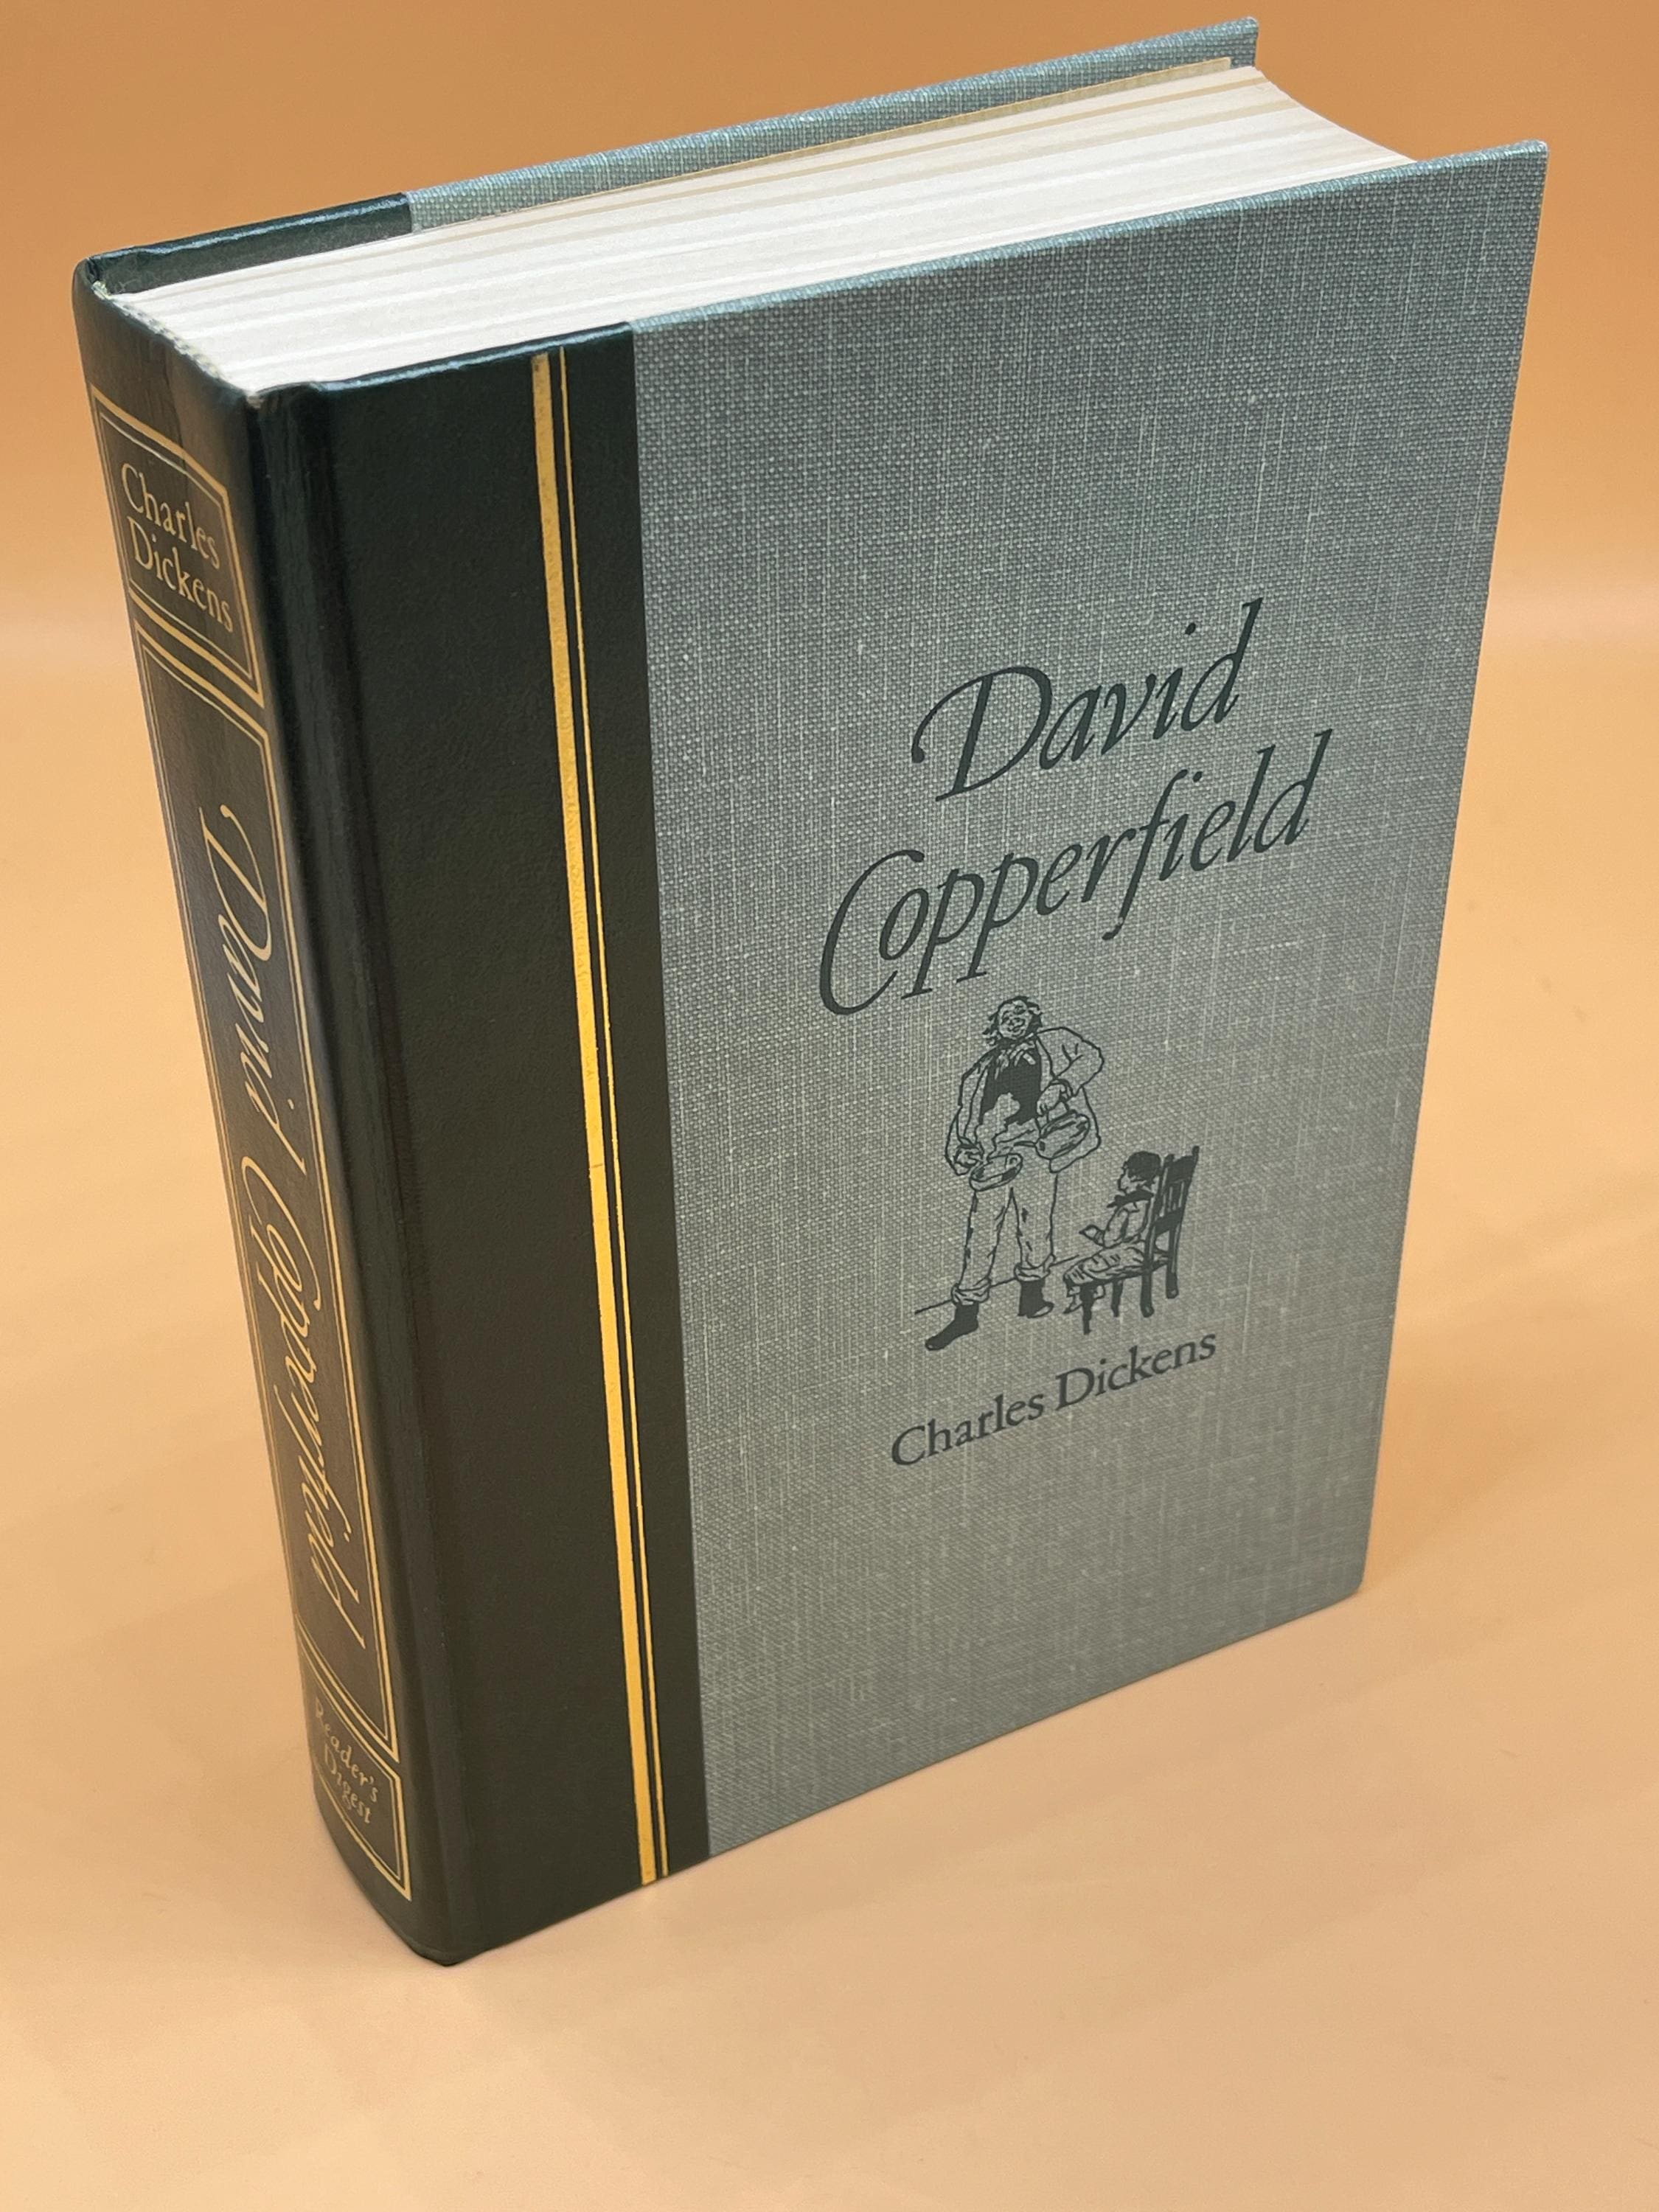 Charles
Dickens
David Copperfield
Reader's
Digest
David
Copperfield
Charles Dickens